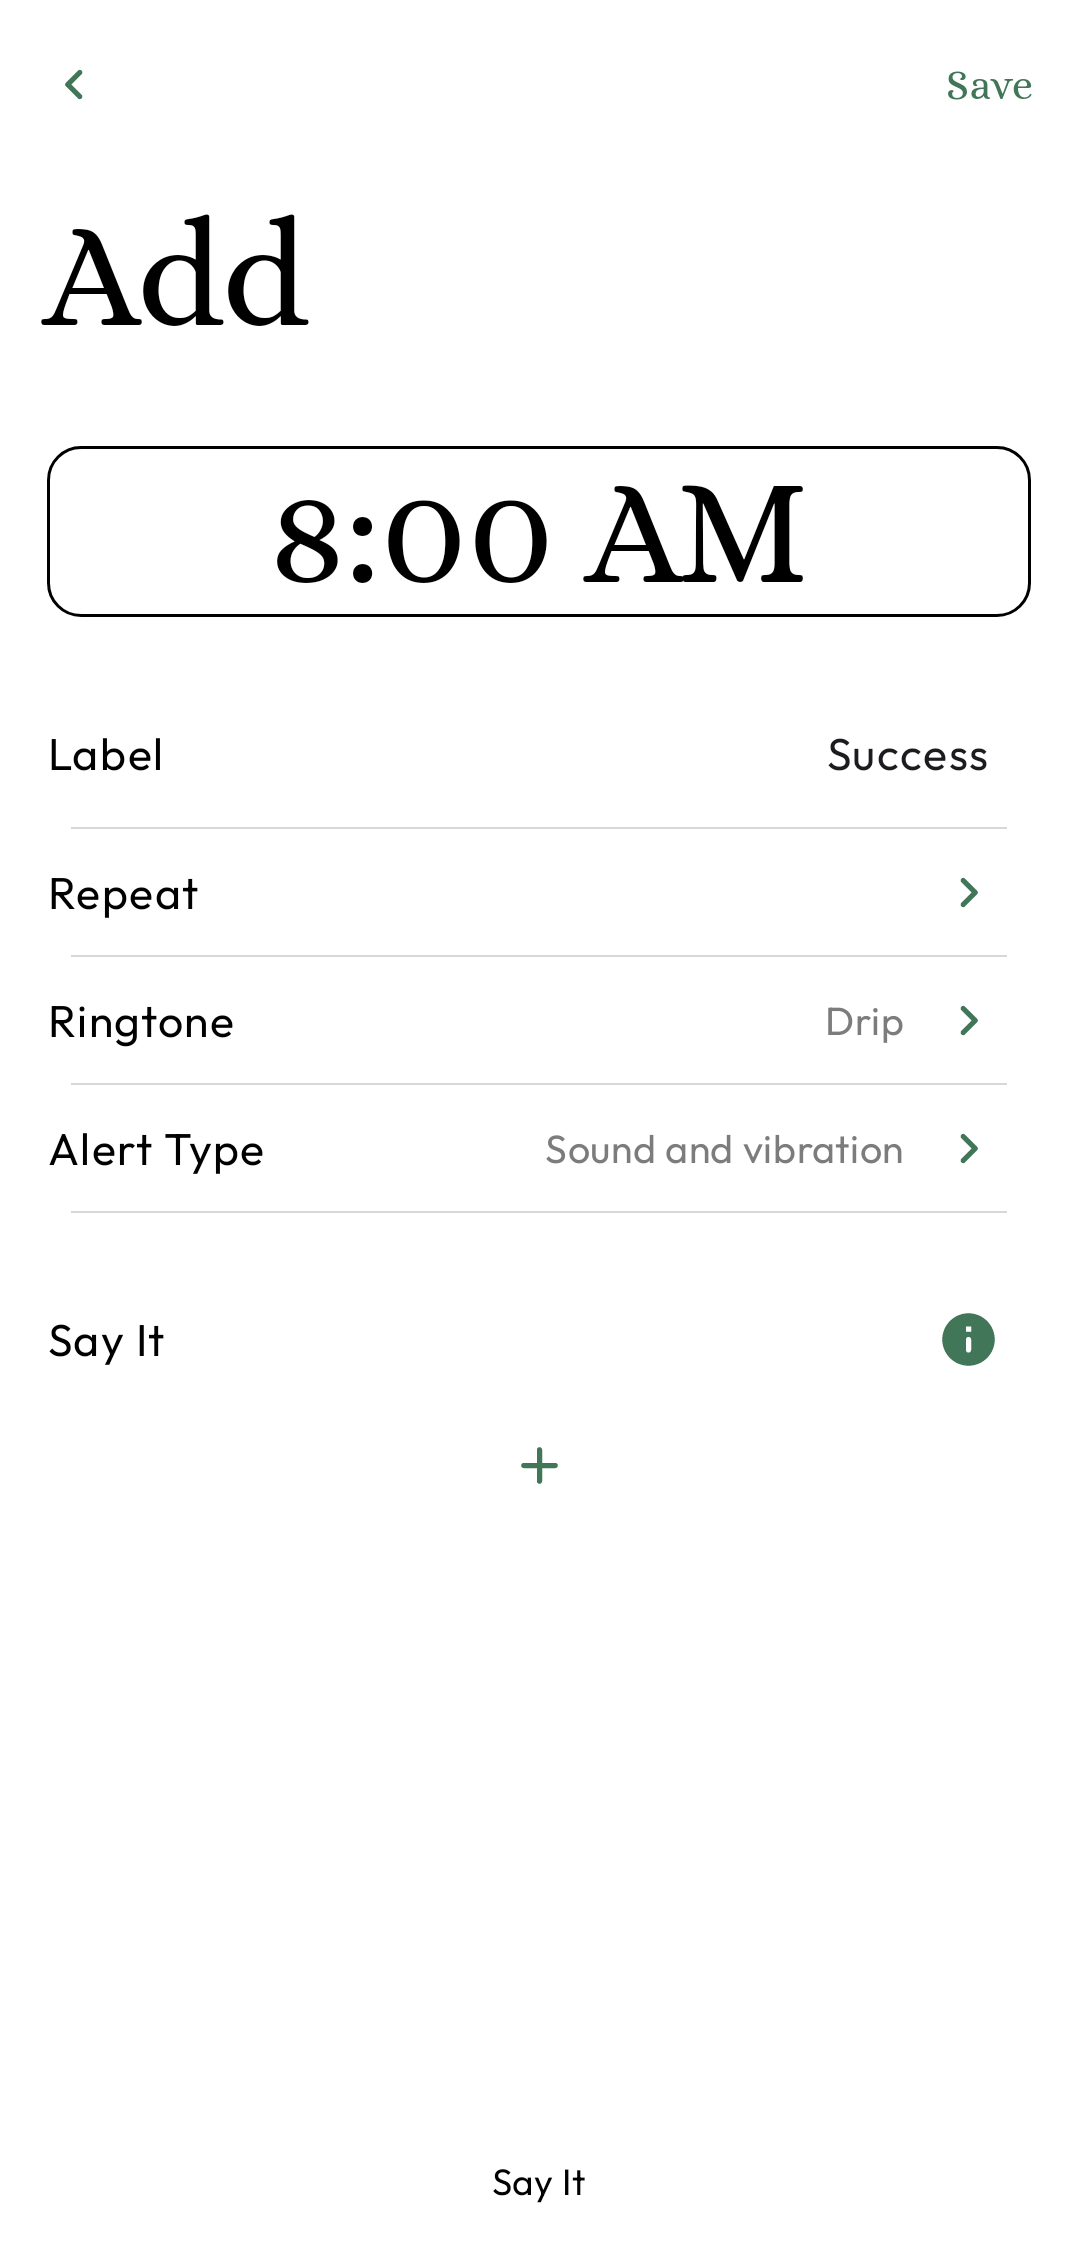 Save
Add
8:00 AM
Label Success
Repeat
Ringtone Drip
Alert Type Sound and vibration
Say It
Say It